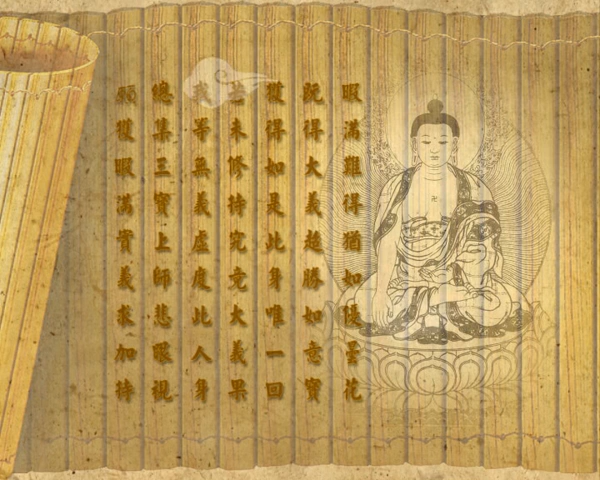 暇滿難得猶如優曇花
既得大義超勝如意寶
獲得如是此身唯一回
若未修持究竟大義果
我等無義虛度此人身
總集三寶上師悲眼視
願獲暇滿實義求加持